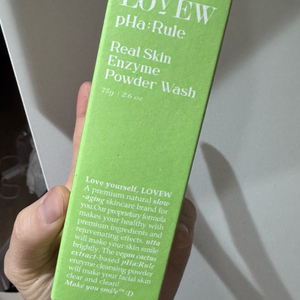 LOVEW
pHa:Rule
Real Skin
Enzyme
Powder Wash
75g / 2.6 oz
Love yourself, LOVEW
A premium natural slow
-aging skincare brand for
you.Our proprietary formula
makes your healthy with
premium ingredients and
rejuvenating effects.
will make your skin smile
brightly. The vegan cactus
extract-based pHa:Rule
enzyme cleansing powder
will make your facial skin
clear and clean!
Make you smile :D